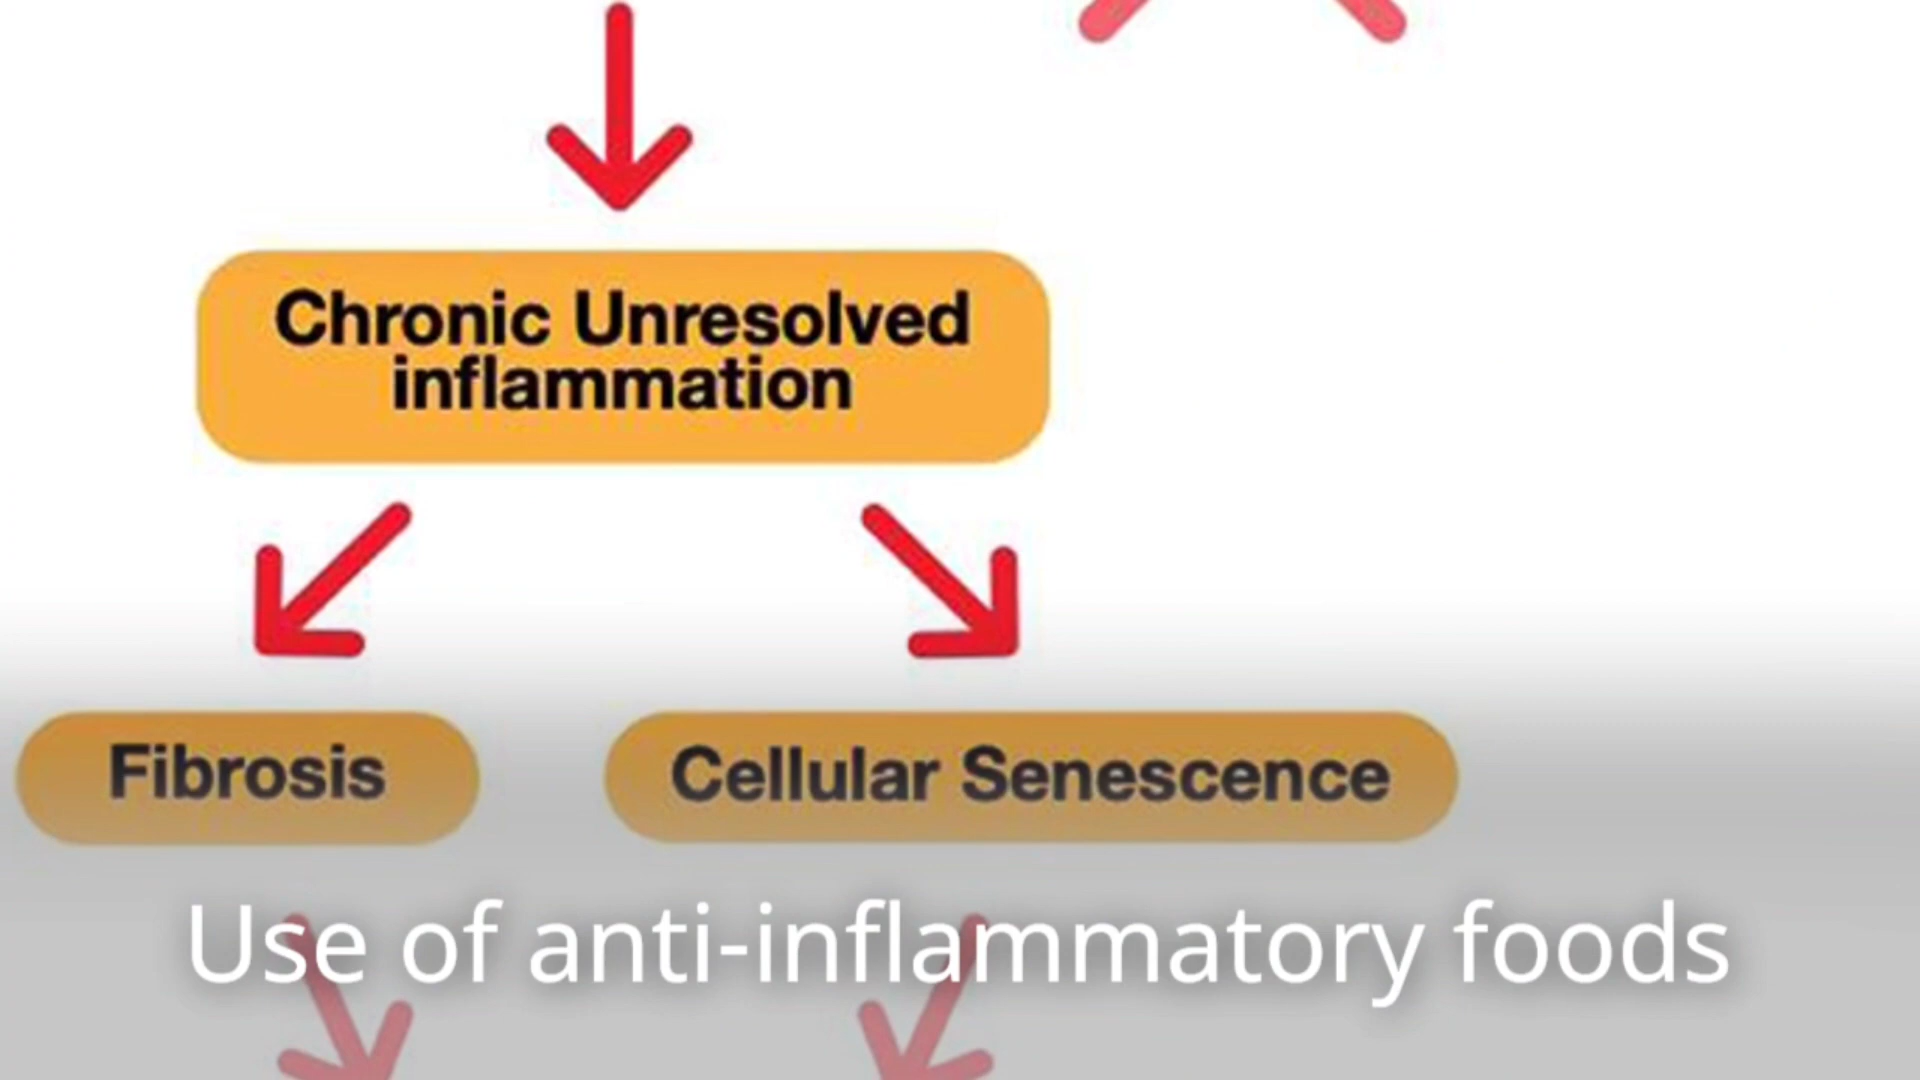 Chronic Unresolved
inflammation
Fibrosis
Cellular Senescence
Use of anti-inflammatory foods